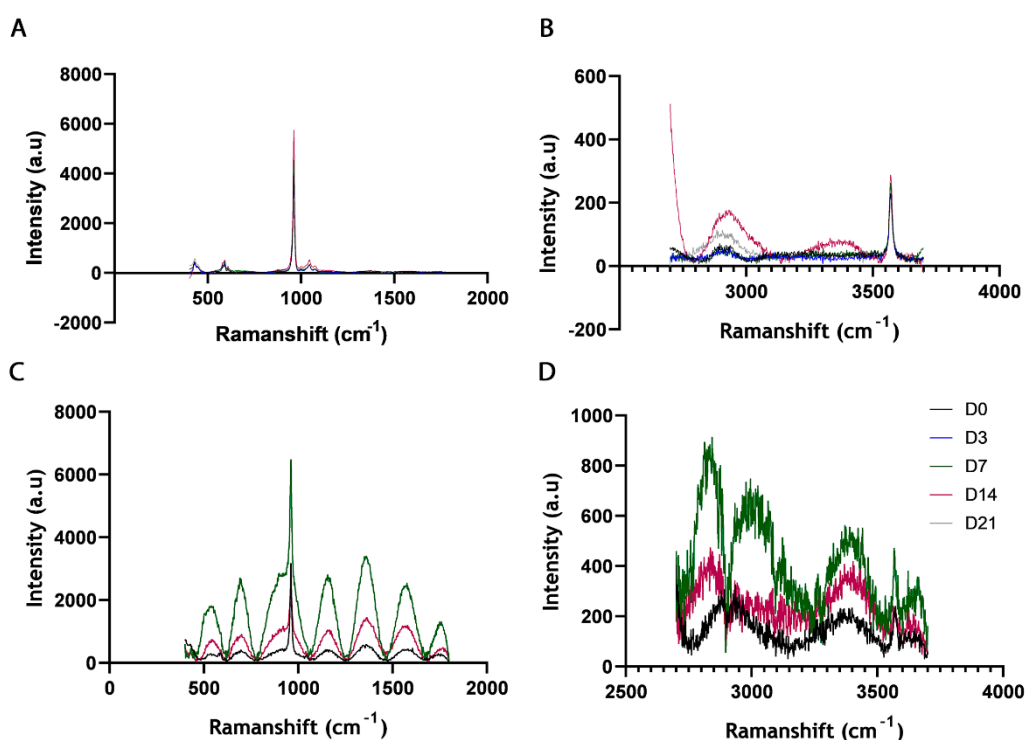 A
8000
6000
4000
2000
0
-2000
Intensity (a.u)
500
1000
1500
2000
Ramanshift (cm-1)
B
600
400
200
0
-200
Intensity (a.u)
3000
3500
4000
Ramanshift (cm-1)
C
8000
6000
4000
2000
0
Intensity (a.u)
0
500
1000
1500
2000
Ramanshift (cm-1)
D
1000
800
600
400
200
0
Intensity (a.u)
2500
3000
3500
4000
Ramanshift (cm-1)
D0
D3
D7
D14
D21